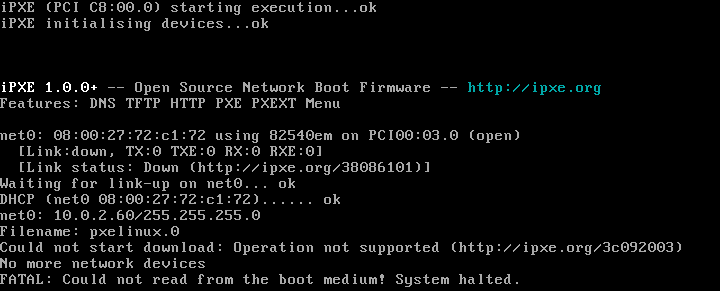 iPXE (PCI C8:00.0) starting execution...ok
iPXE initialising devices...ok
iPXE 1.0.0+ -- Open Source Network Boot Firmware -- http://ipxe.org
Features: DNS TFTP HTTP PXE PXEXT Menu
net0: 08:00:27:72:c1:72 using 82540em on PCI00:03.0 (open)
[Link:down, TX:0 TXE:0 RX:0 RXE:0]
[Link status: Down (http://ipxe.org/38086101)]
Waiting for link-up on net0... ok
DHCP (net0 08:00:27:72:c1:72)...... ok
net0: 10.0.2.60/255.255.255.0
Filename: pxelinux.0
Could not start download: Operation not supported (http://ipxe.org/3c092003)
No more network devices
FATAL: Could not read from the boot medium! System halted.